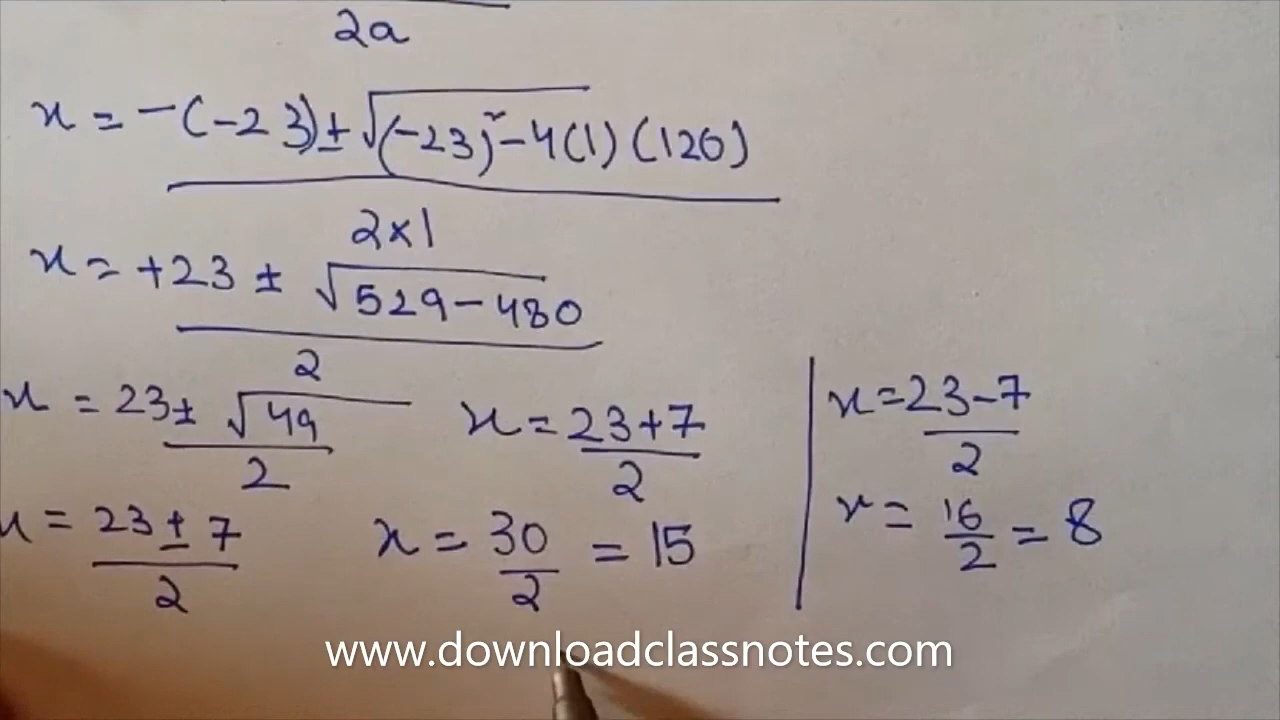 2a
x = -(-23) ± √(-23)² - 4(1)(120)
2×1
x = +23 ± √529 - 480
2
x = 23 ± √49
2
x = 23 ± 7
2
x = 23+7
2
x = 30/2 = 15
x = 23-7
2
x = 16/2 = 8
www.downloadclassnotes.com